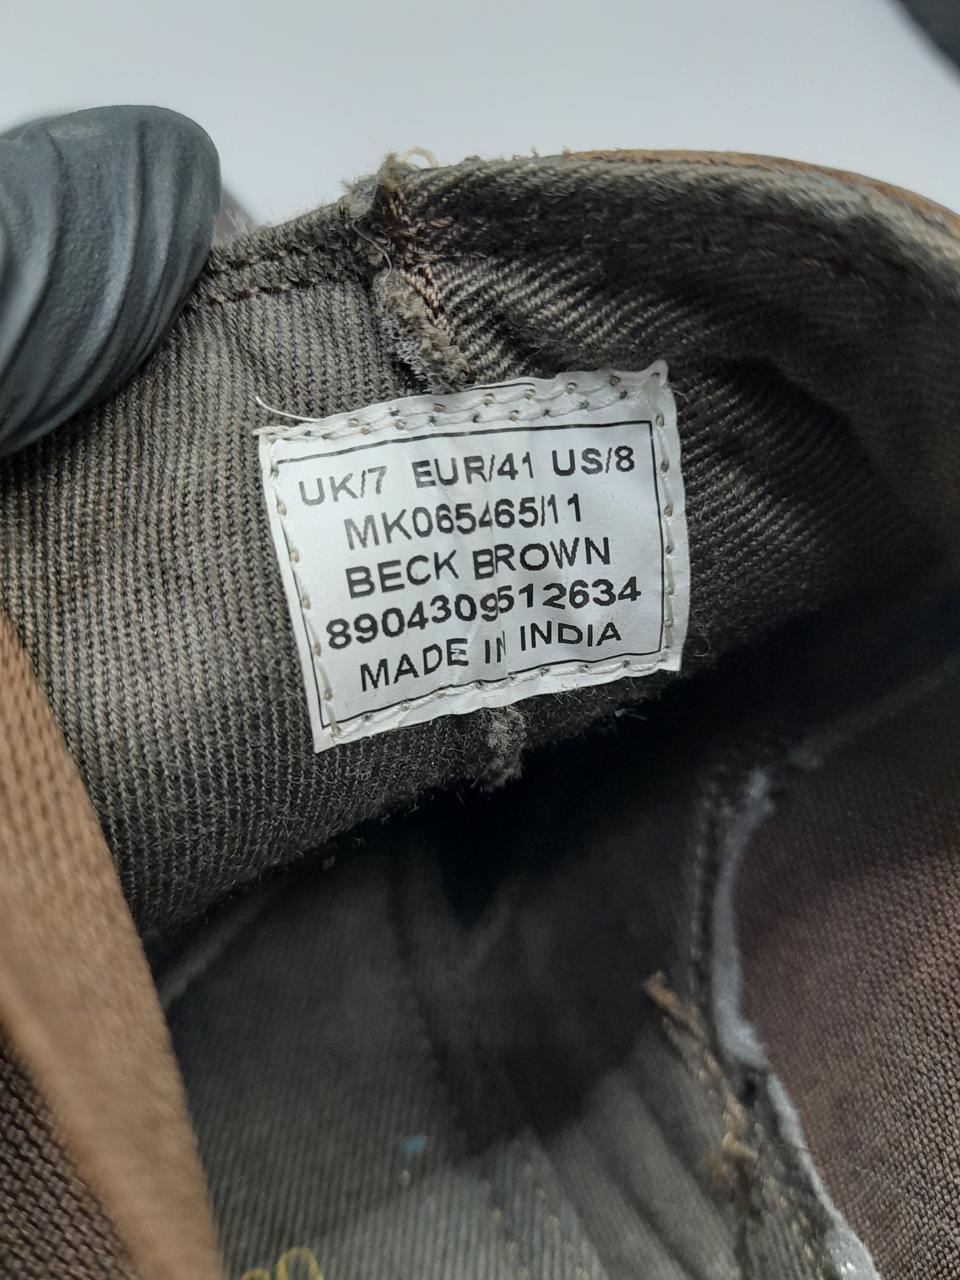 UK/7 EUR/41 US/8
MK065465/11
BECK BROWN
8904309512634
MADE IN INDIA